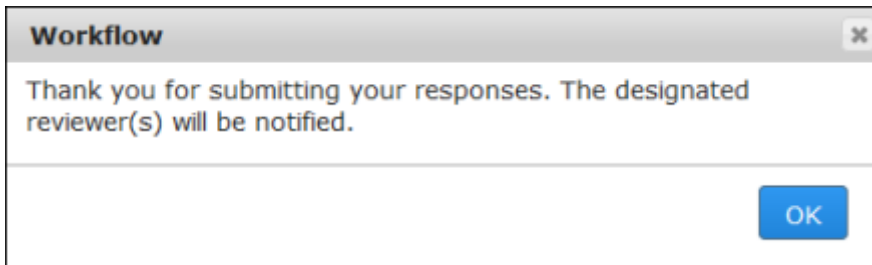 Workflow
Thank you for submitting your responses. The designated
reviewer(s) will be notified.
OK